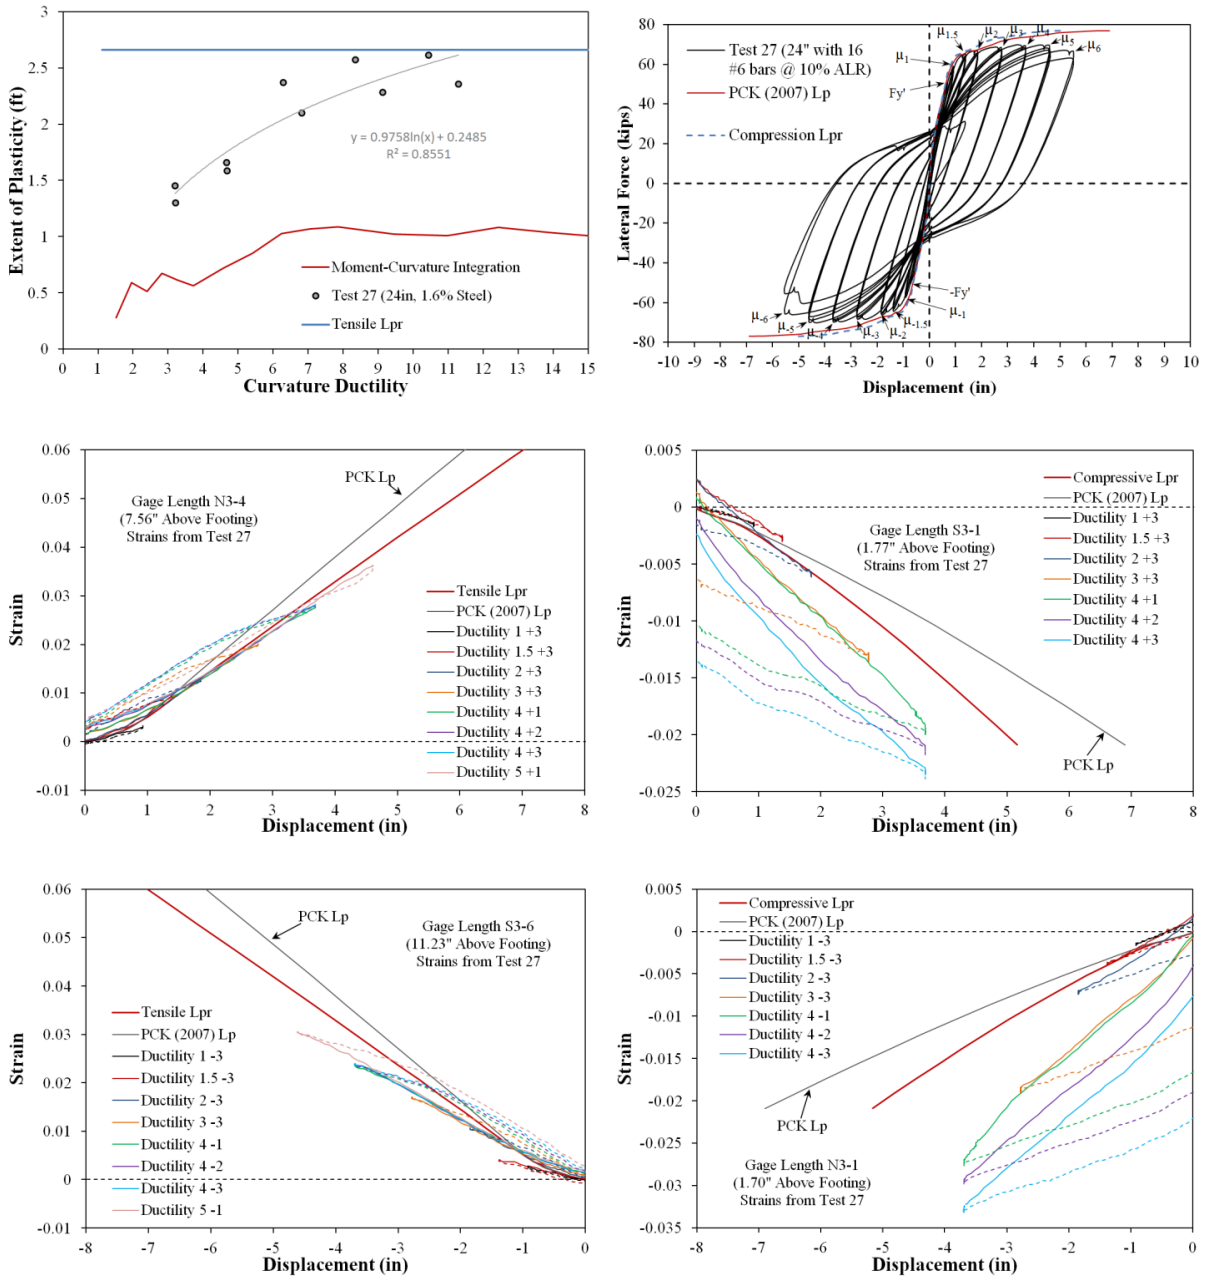 3
2.5
2
1.5
1
0.5
0
Extent of Plasticity (ft)
y = 0.9758ln(x) + 0.2485
R² = 0.8551
Moment-Curvature Integration
Test 27 (24in, 1.6% Steel)
Tensile Lpr
0 1 2 3 4 5 6 7 8 9 10 11 12 13 14 15
Curvature Ductility
80
60
40
20
0
-20
-40
-60
-80
Lateral Force (kips)
Test 27 (24" with 16
#6 bars @ 10% ALR)
PCK (2007) Lp
Compression Lpr
μ1.5 μ2 μ3 μ4 μ5 μ6
μ1
Fy'
-Fy'
μ-1
μ-1.5
μ-2
μ-3
μ-4
μ-5
μ-6
-10 -9 -8 -7 -6 -5 -4 -3 -2 -1 0 1 2 3 4 5 6 7 8 9 10
Displacement (in)
0.06
0.05
0.04
0.03
0.02
0.01
0
-0.01
Strain
PCK Lp
Gage Length N3-4
(7.56" Above Footing)
Strains from Test 27
Tensile Lpr
PCK (2007) Lp
Ductility 1 +3
Ductility 1.5 +3
Ductility 2 +3
Ductility 3 +3
Ductility 4 +1
Ductility 4 +2
Ductility 4 +3
Ductility 5 +1
0 1 2 3 4 5 6 7 8
Displacement (in)
0.005
0
-0.005
-0.01
-0.015
-0.02
-0.025
Strain
Gage Length S3-1
(1.77" Above Footing)
Strains from Test 27
Compressive Lpr
PCK (2007) Lp
Ductility 1 +3
Ductility 1.5 +3
Ductility 2 +3
Ductility 3 +3
Ductility 4 +1
Ductility 4 +2
Ductility 4 +3
PCK Lp
0 1 2 3 4 5 6 7 8
Displacement (in)
0.06
0.05
0.04
0.03
0.02
0.01
0
-0.01
Strain
PCK Lp
Gage Length S3-6
(11.23" Above Footing)
Strains from Test 27
Tensile Lpr
PCK (2007) Lp
Ductility 1 -3
Ductility 1.5 -3
Ductility 2 -3
Ductility 3 -3
Ductility 4 -1
Ductility 4 -2
Ductility 4 -3
Ductility 5 -1
-8 -7 -6 -5 -4 -3 -2 -1 0
Displacement (in)
0.005
0
-0.005
-0.01
-0.015
-0.02
-0.025
-0.03
-0.035
Strain
Compressive Lpr
PCK (2007) Lp
Ductility 1 -3
Ductility 1.5 -3
Ductility 2 -3
Ductility 3 -3
Ductility 4 -1
Ductility 4 -2
Ductility 4 -3
PCK Lp
Gage Length N3-1
(1.70" Above Footing)
Strains from Test 27
-8 -7 -6 -5 -4 -3 -2 -1 0
Displacement (in)